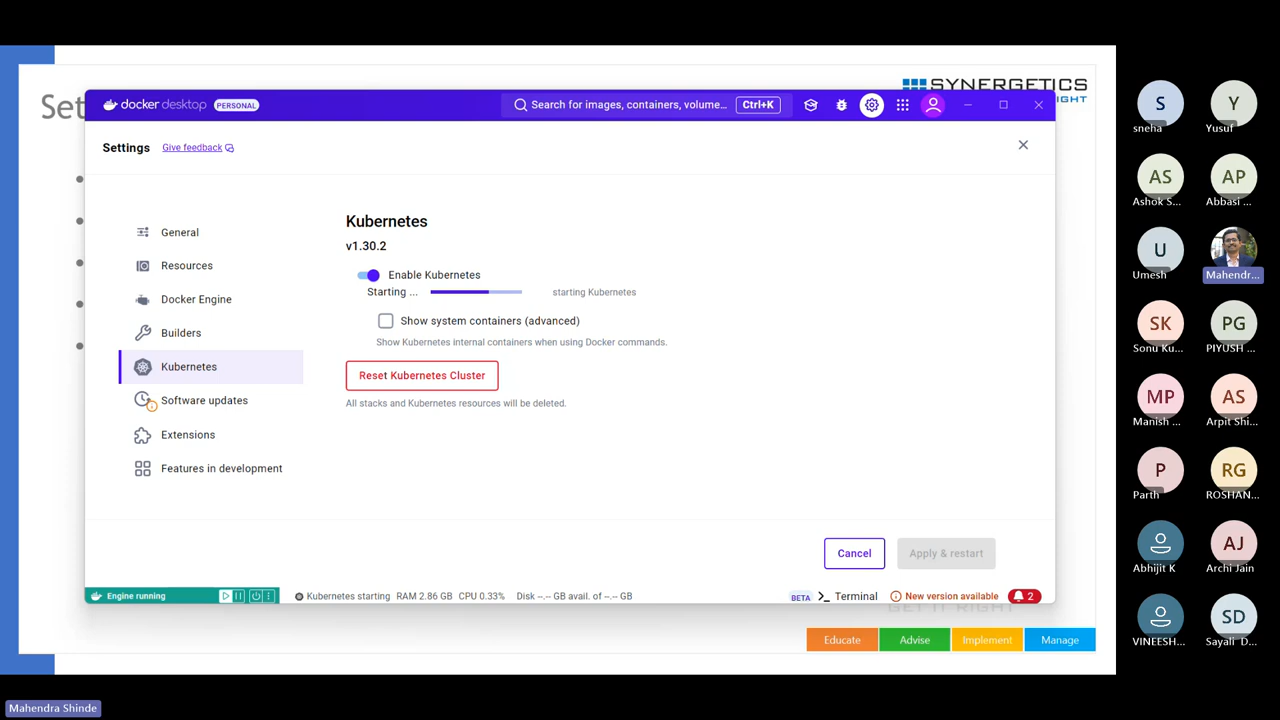 Set
SYNERGETICS
IGHT
docker desktop PERSONAL
Search for images, containers, volume... Ctrl+K
Settings Give feedback
General
Resources
Docker Engine
Builders
Kubernetes
Software updates
Extensions
Features in development
Kubernetes
v1.30.2
Enable Kubernetes
Starting ... starting Kubernetes
Show system containers (advanced)
Show Kubernetes internal containers when using Docker commands.
Reset Kubernetes Cluster
All stacks and Kubernetes resources will be deleted.
Cancel Apply & restart
Engine running Kubernetes starting RAM 2.86 GB CPU 0.33% Disk --.-- GB avail. of --.-- GB BETA Terminal New version available 2
GET IT RIGHT
Educate Advise Implement Manage
S Y
sneha Yusuf
AS AP
Ashok S... Abbasi ...
U
Umesh Mahendr...
SK PG
Sonu Ku... PIYUSH ...
MP AS
Manish ... Arpit Shi...
P RG
Parth ROSHAN...
AJ
Abhijit K Archi Jain
SD
VINEESH... Sayali D...
Mahendra Shinde